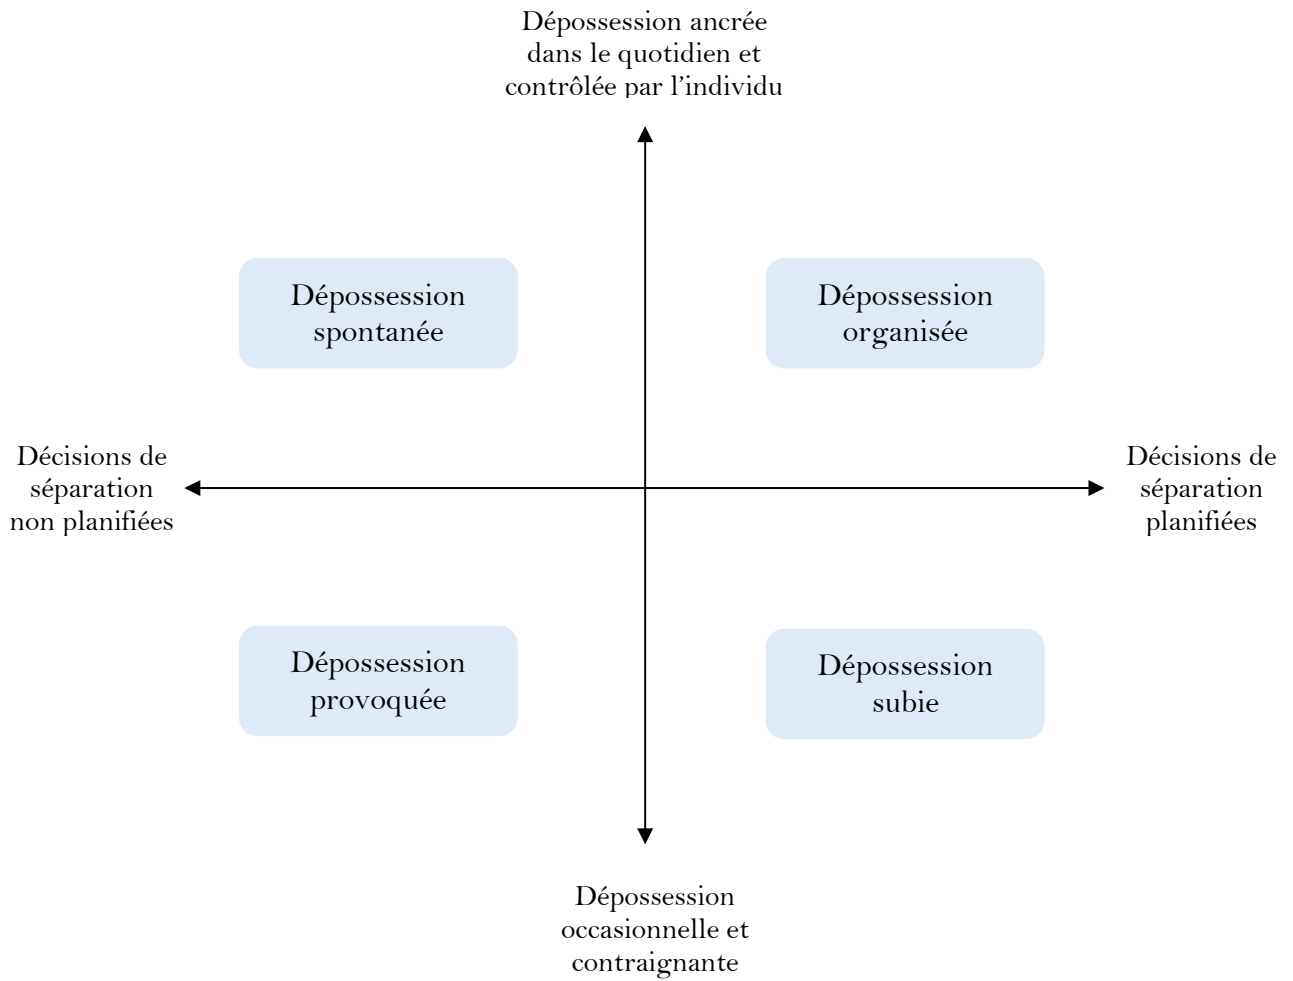 Dépossession ancrée
dans le quotidien et
contrôlée par l’individu
Dépossession
spontanée
Dépossession
organisée
Décisions de
séparation
non planifiées
Décisions de
séparation
planifiées
Dépossession
provoquée
Dépossession
subie
Dépossession
occasionnelle et
contraignante